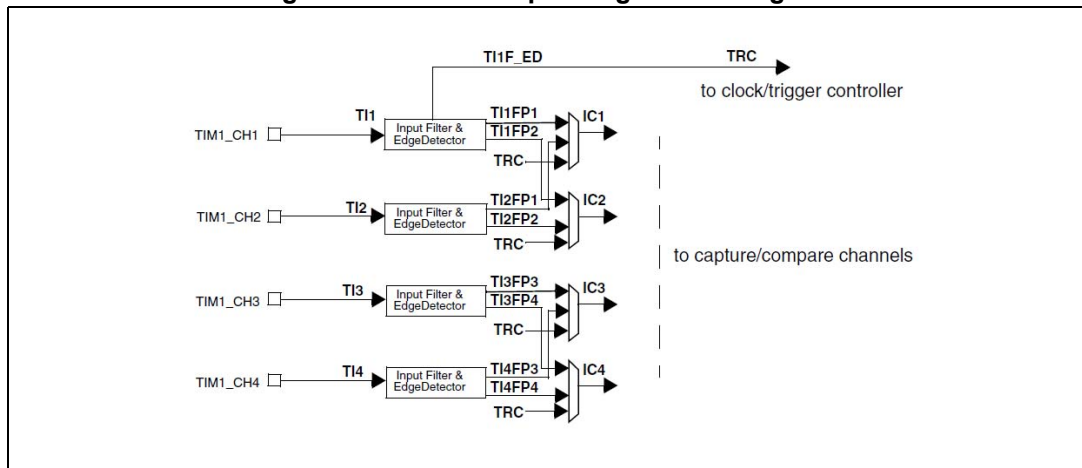 TI1F_ED TRC
to clock/trigger controller
TIM1_CH1 TI1 Input Filter & EdgeDetector TI1FP1 TI1FP2 TRC IC1
TIM1_CH2 TI2 Input Filter & EdgeDetector TI2FP1 TI2FP2 TRC IC2
to capture/compare channels
TIM1_CH3 TI3 Input Filter & EdgeDetector TI3FP3 TI3FP4 TRC IC3
TIM1_CH4 TI4 Input Filter & EdgeDetector TI4FP3 TI4FP4 TRC IC4